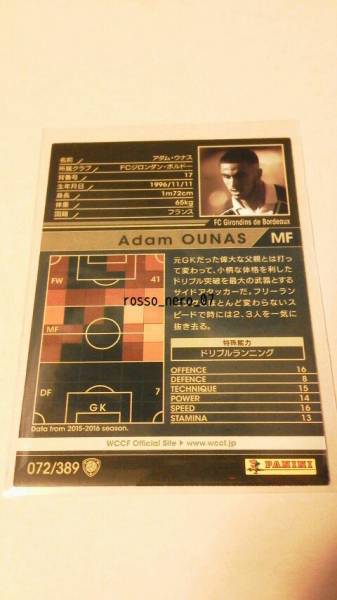 名前 アダム・ウナス
所属クラブ FCジロンダン・ボルドー
背番号 17
生年月日 1996/11/11
身長 1m72cm
体重 65kg
国籍 フランス
FC Girondins de Bordeaux
Adam OUNAS MF
FW 41
MF
DF 7
GK
Data from 2015-2016 season.
元GKだった偉大な父親とは打っ
て変わって、小柄な体格を利した
ドリブル突破を最大の武器とする
サイドアタッカーだ。フリーラン
とんど変わらないス
ピードで時には2、3人を一気に
抜き去る。
rosso_nero_07
特殊能力
ドリブルランニング
OFFENCE 16
DEFENCE 8
TECHNIQUE 15
POWER 14
SPEED 16
STAMINA 13
WCCF Official Site ▶ www.wccf.jp
072/389
PANINI